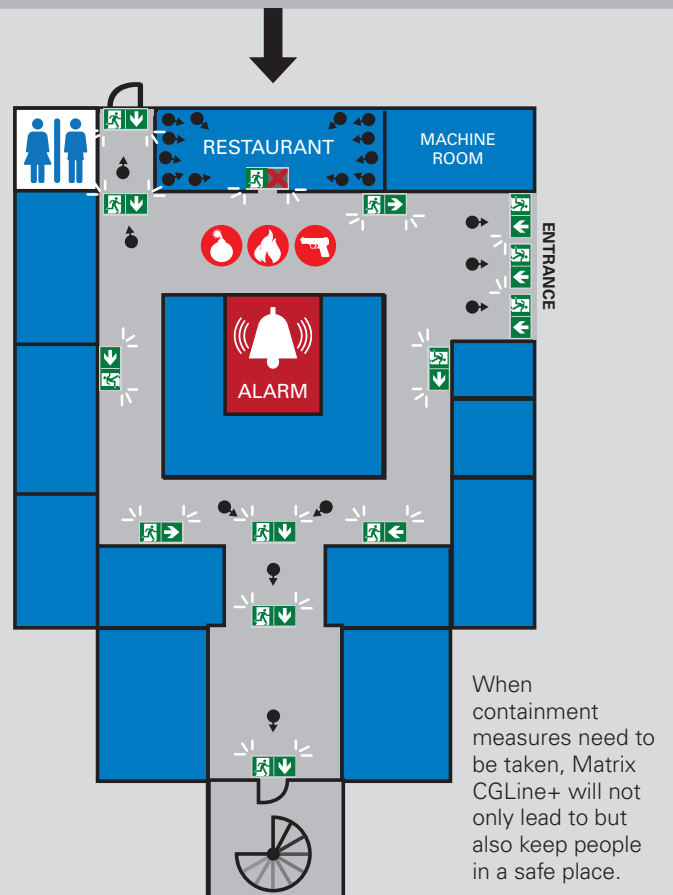 RESTAURANT
MACHINE
ROOM
ENTRANCE
ALARM
When
containment
measures need to
be taken, Matrix
CGLine+ will not
only lead to but
also keep people
in a safe place.